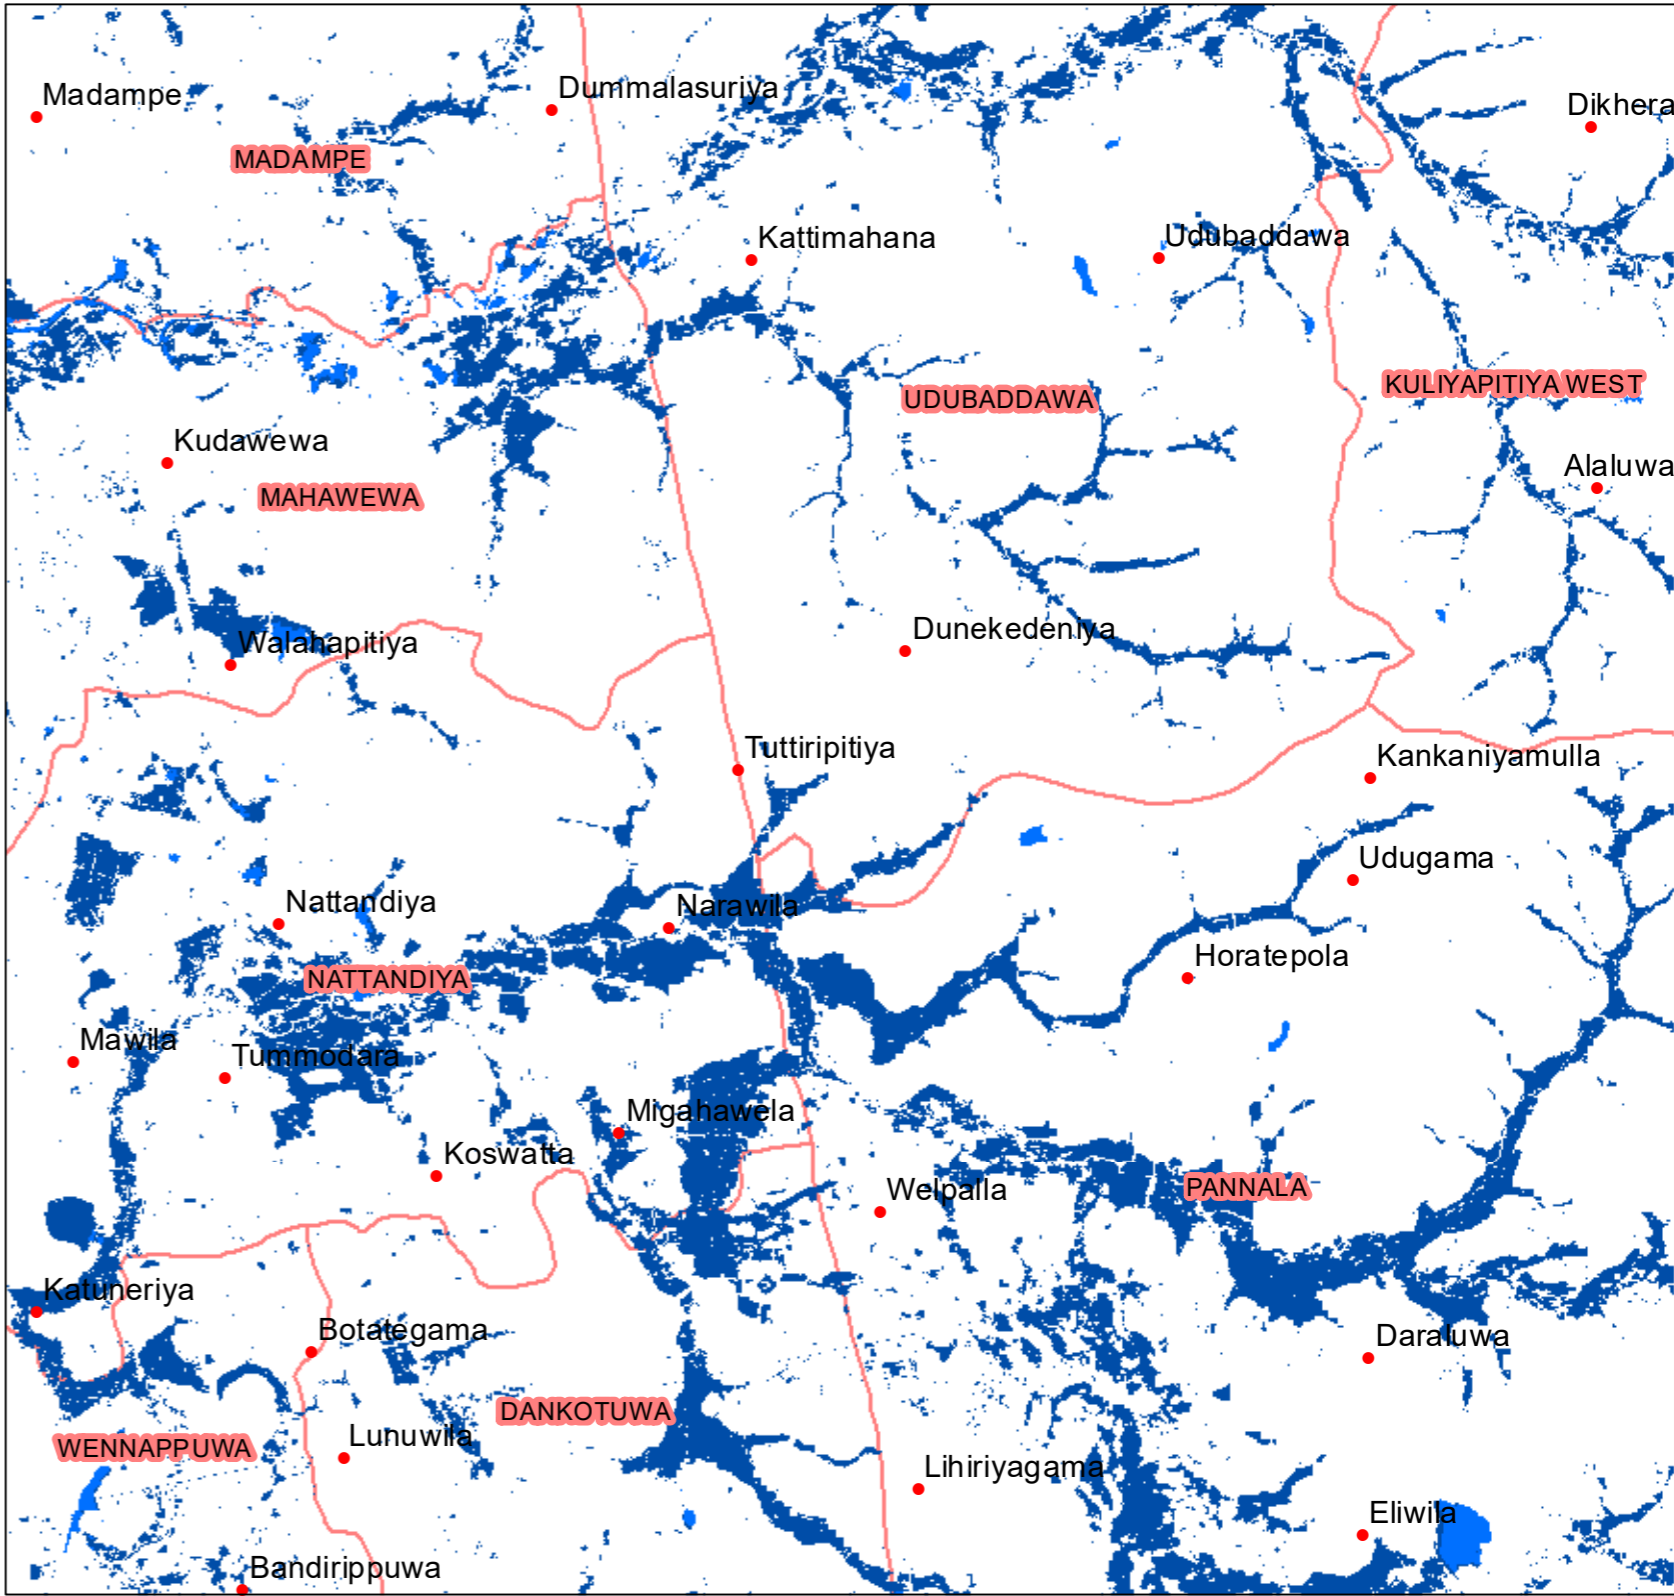 Madampe
Dummalasuriya
Dikhera
MADAMPE
Kattimahana
Udubaddawa
KULIYAPITIYA WEST
UDUBADDAWA
Kudawewa
Alaluwa
MAHAWEWA
Dunekedeniya
Walahapitiya
Tuttiripitiya
Kankaniyamulla
Udugama
Nattandiya
Narawila
Horatepola
NATTANDIYA
Mawila
Tummodara
Migahawela
Koswatta
Welpalla
PANNALA
Katuneriya
Botategama
Daraluwa
DANKOTUWA
Lunuwila
WENNAPPUWA
Lihiriyagama
Eliwila
Bandirippuwa